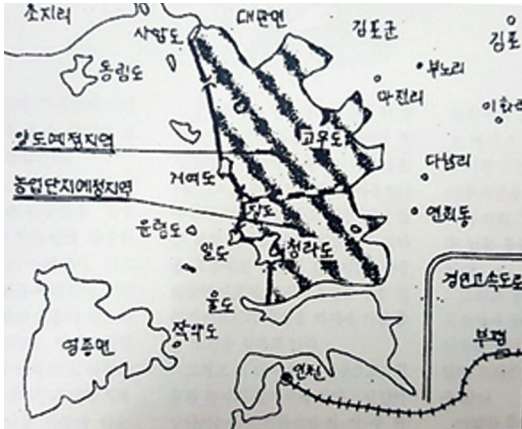 초지리
대곶면
사암도
김포군
김포
동림도
부노리
마전리
이화리
고우도
양도예정지역
거여도
다남리
농업단지예정지역
장도
연희동
운렴도
일도
청라도
경인고속도로
율도
작약도
영종면
부평
인천